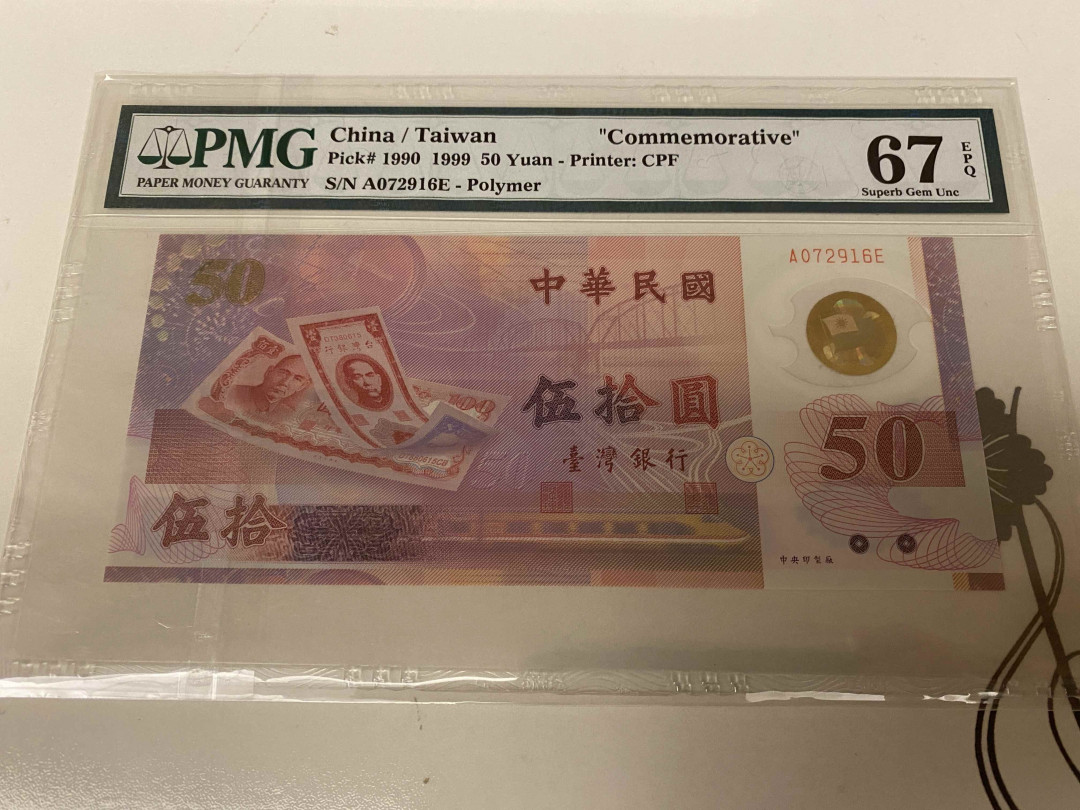 PMG
PAPER MONEY GUARANTY
China / Taiwan "Commemorative"
Pick# 1990 1999 50 Yuan - Printer: CPF
S/N A072916E - Polymer
67
EPQ
Superb Gem Unc
50
中華民國
A072916E
伍拾圓
臺灣銀行
100
50
50
伍拾
中央印製廠